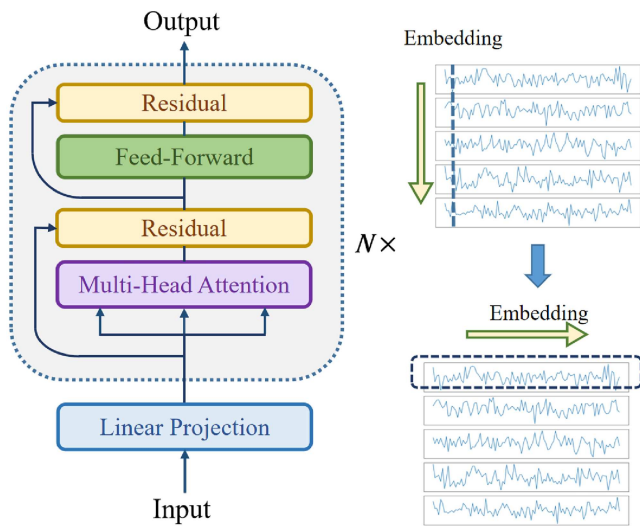 Output
Residual
Feed-Forward
Residual
Multi-Head Attention
N×
Linear Projection
Input
Embedding
Embedding